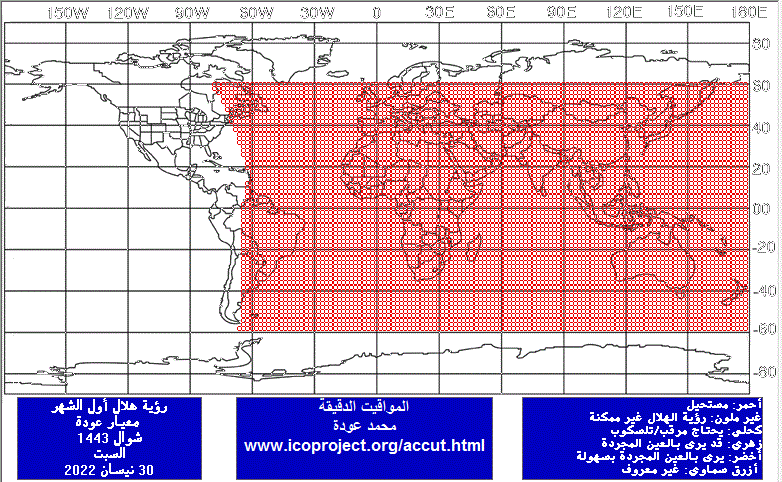 150W 120W 90W 60W 30W 0 30E 60E 90E 120E 150E 180E
80
60
40
20
00
-20
-40
-60
-80
رؤية هلال أول الشهر
معيار عودة
شوال 1443
السبت
30 نيسان 2022
المواقيت الدقيقة
محمد عودة
www.icoproject.org/accut.html
أحمر: مستحيل
غير ملون: رؤية الهلال غير ممكنة
كحلي: يحتاج مرقب/تلسكوب
زهري: قد يرى بالعين المجردة
أخضر: يرى بالعين المجردة بسهولة
أزرق سماوي: غير معروف